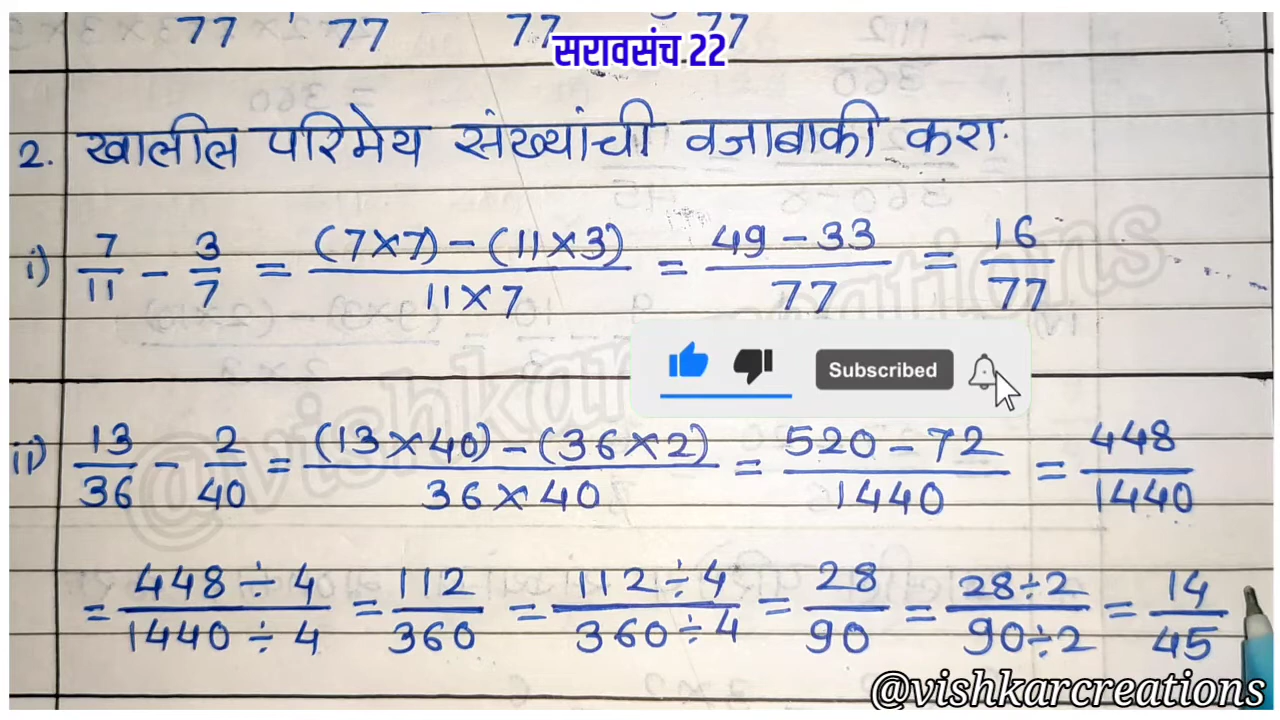 77 77 77 77
सरावसंच 22
2. खालील परिमेय संख्यांची वजाबाकी करा.
i) 7/11 - 3/7 = (7×7) - (11×3) / 11×7 = 49 - 33 / 77 = 16/77
Subscribed
ii) 13/36 - 2/40 = (13×40) - (36×2) / 36×40 = 520 - 72 / 1440 = 448/1440
= 448÷4 / 1440÷4 = 112/360 = 112÷4 / 360÷4 = 28/90 = 28÷2 / 90÷2 = 14/45
@vishkarcreations
@vishkarcreations